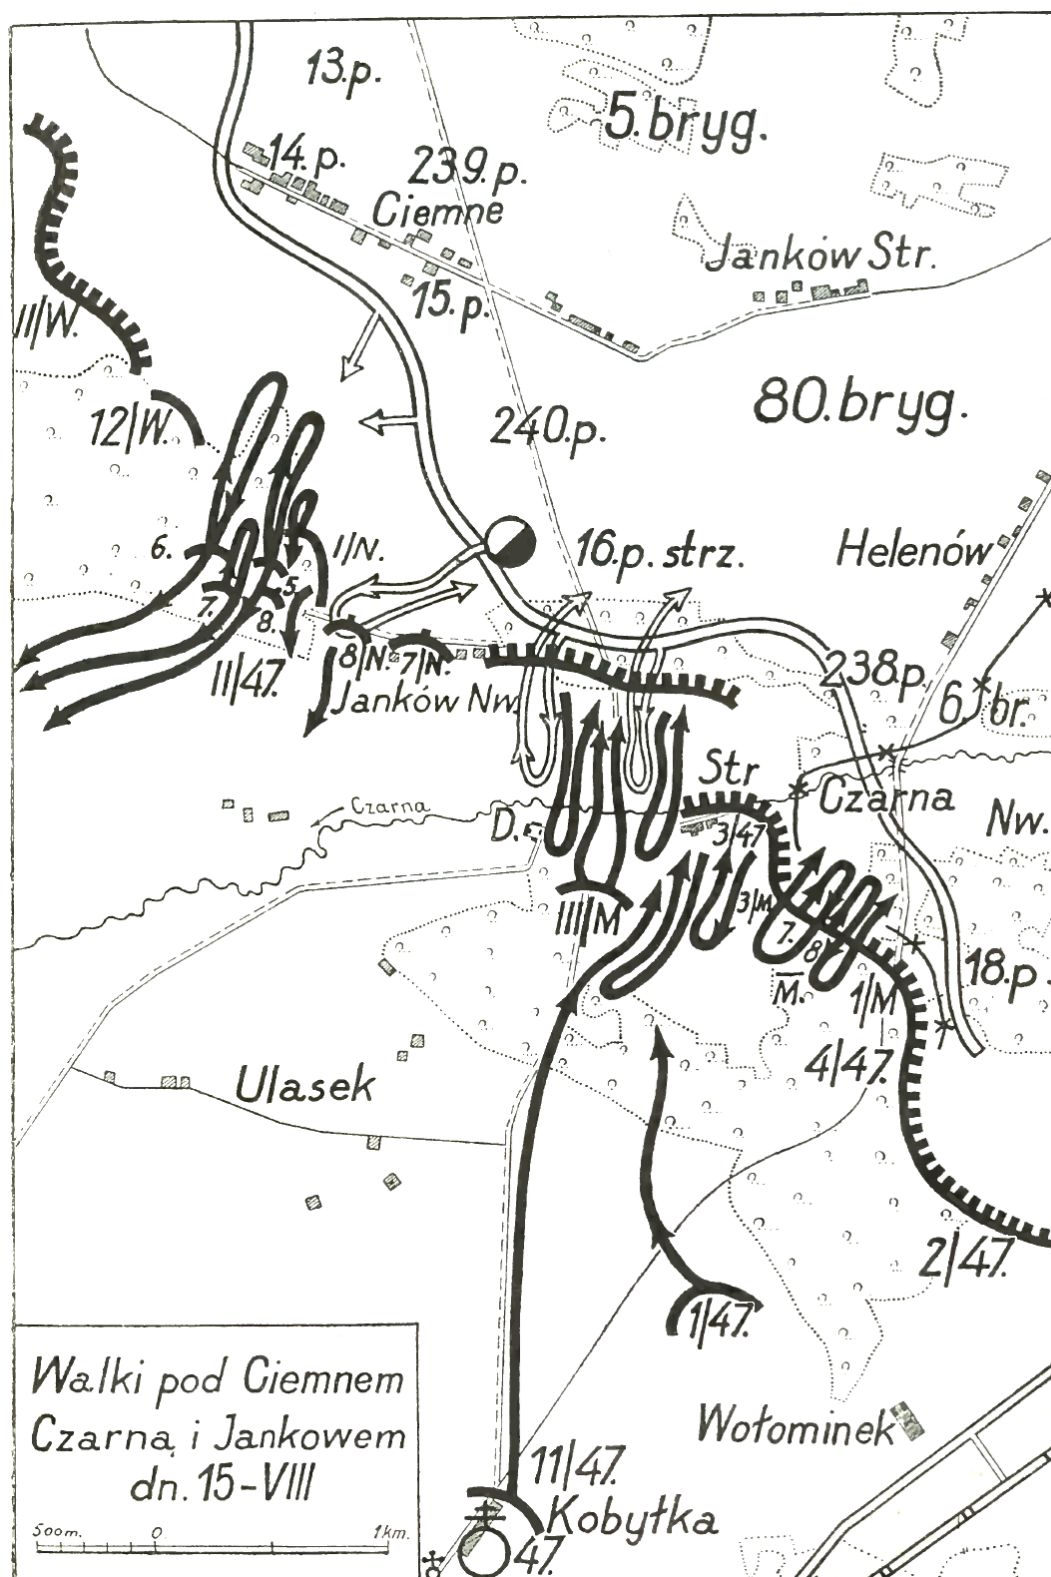 13.p.
5.bryg.
14.p.
239.p.
Ciemne
Janków Str.
15.p.
II/W.
80.bryg.
12/W.
240.p.
6.
I/N.
16.p. strz.
Helenów
5.
7.
8.
II/47.
8/N.
7/N.
Janków Nw.
238.p.
6. br.
Str
Czarna
Czarna
Nw.
D.
3/47
III/M
3/M
7.
8
M.
1/M
18.p.
4/47.
Ulasek
2/47.
1/47.
Walki pod Ciemnem
Czarną i Jankowem
dn. 15-VIII
500m. 0. 1km.
Wołominek
11/47.
Kobyłka
47.